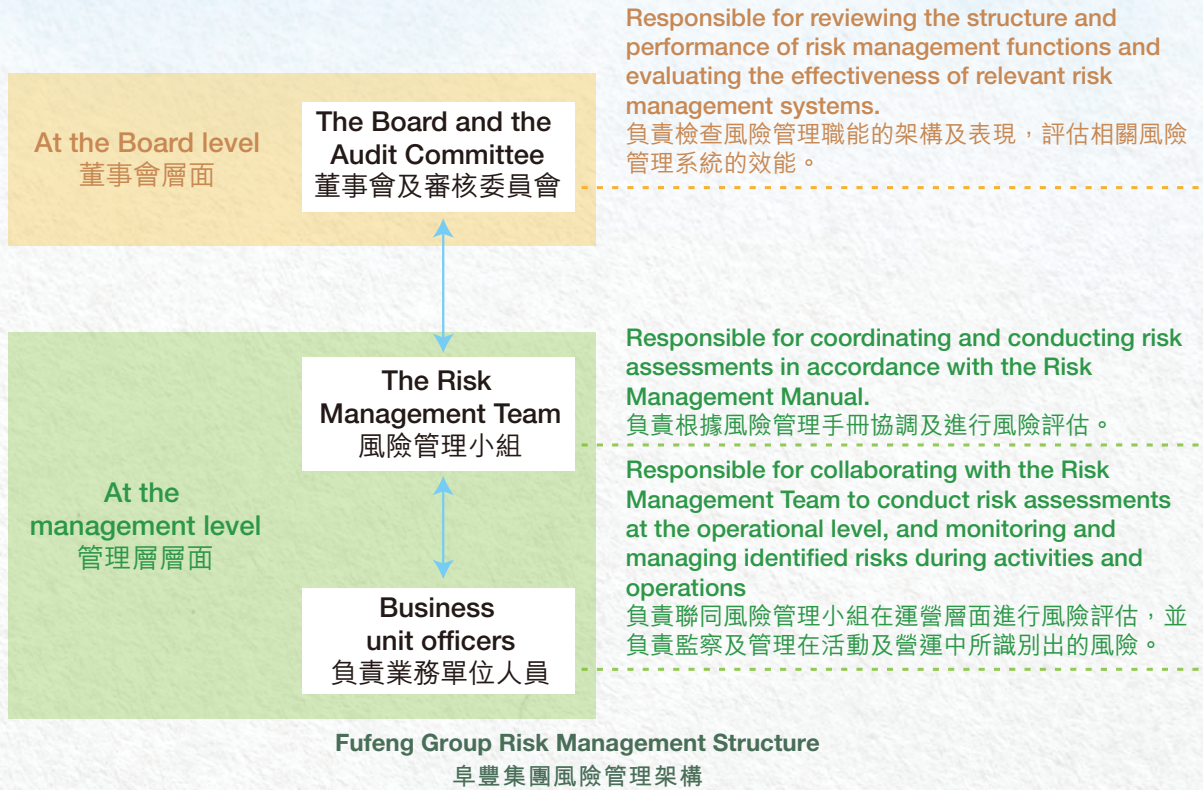 At the Board level
董事會層面
The Board and the
Audit Committee
董事會及審核委員會
Responsible for reviewing the structure and
performance of risk management functions and
evaluating the effectiveness of relevant risk
management systems.
負責檢查風險管理職能的架構及表現，評估相關風險
管理系統的效能。
At the
management level
管理層層面
The Risk
Management Team
風險管理小組
Responsible for coordinating and conducting risk
assessments in accordance with the Risk
Management Manual.
負責根據風險管理手冊協調及進行風險評估。
Business
unit officers
負責業務單位人員
Responsible for collaborating with the Risk
Management Team to conduct risk assessments
at the operational level, and monitoring and
managing identified risks during activities and
operations
負責聯同風險管理小組在運營層面進行風險評估，並
負責監察及管理在活動及營運中所識別出的風險。
Fufeng Group Risk Management Structure
阜豐集團風險管理架構